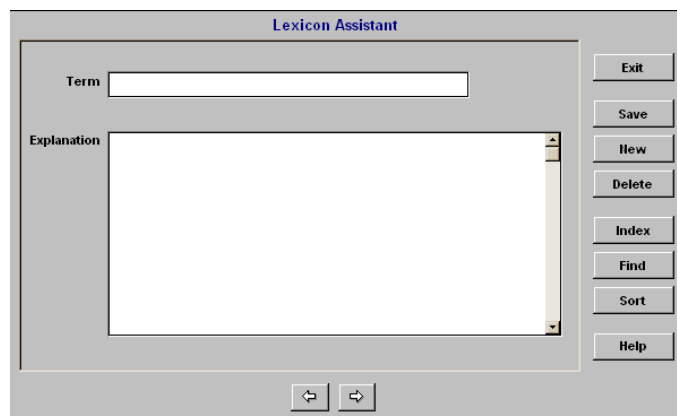 Lexicon Assistant
Term
Explanation
Exit
Save
New
Delete
Index
Find
Sort
Help